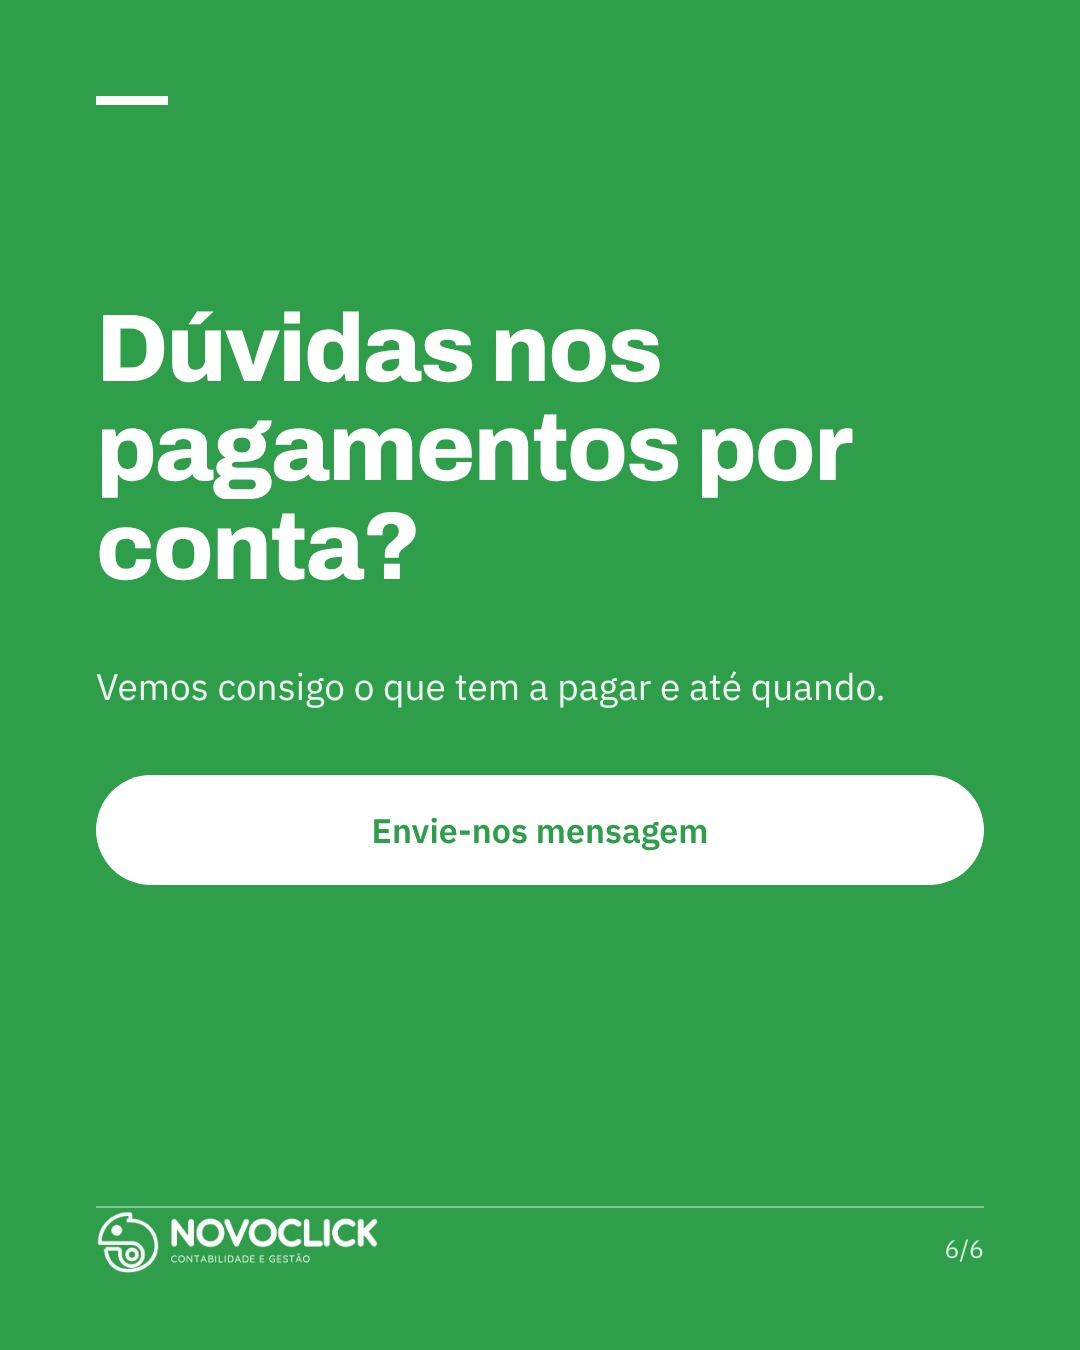 Dúvidas nos
pagamentos por
conta?
Vemos consigo o que tem a pagar e até quando.
Envie-nos mensagem
NOVOCLICK
CONTABILIDADE E GESTÃO
6/6